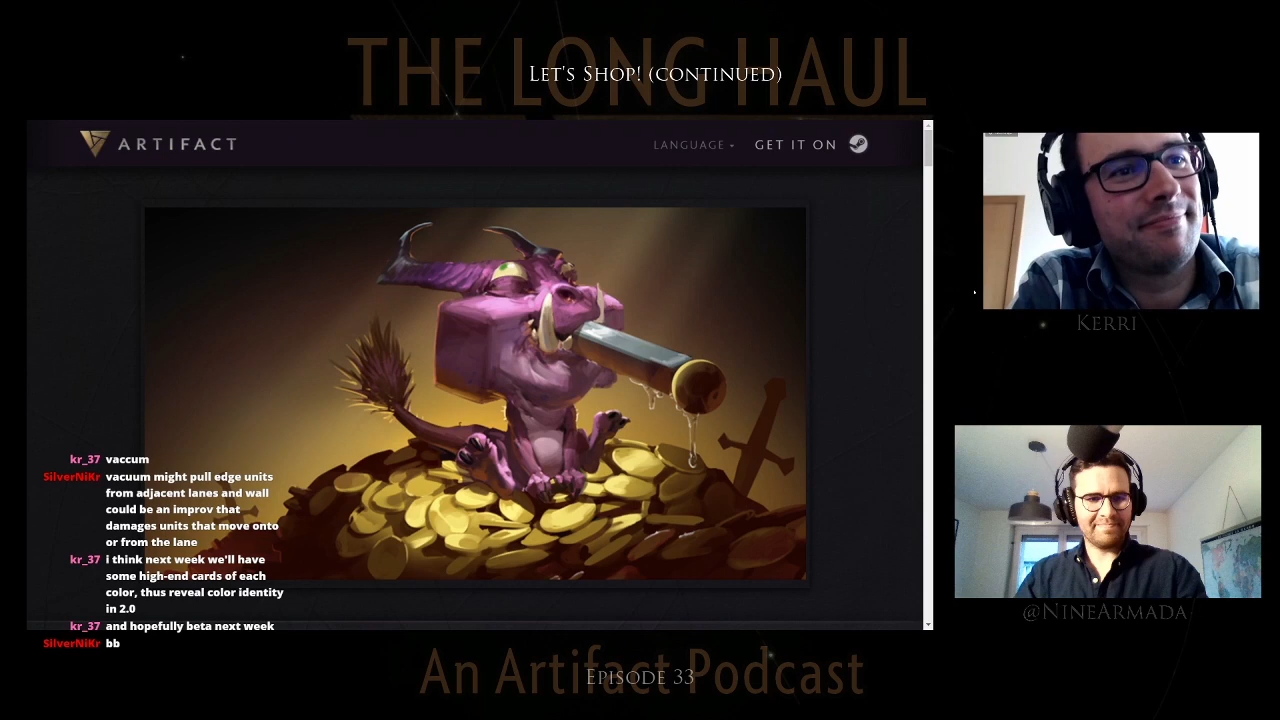 THE LONG HAUL
LET'S SHOP! (CONTINUED)
ARTIFACT
LANGUAGE
GET IT ON
KERRI
kr_37 vaccum
SilverNiKr vacuum might pull edge units
from adjacent lanes and wall
could be an improv that
damages units that move onto
or from the lane
kr_37 i think next week we'll have
some high-end cards of each
color, thus reveal color identity
in 2.0
kr_37 and hopefully beta next week
SilverNiKr bb
@NINEARMADA
An Artifact Podcast
EPISODE 33